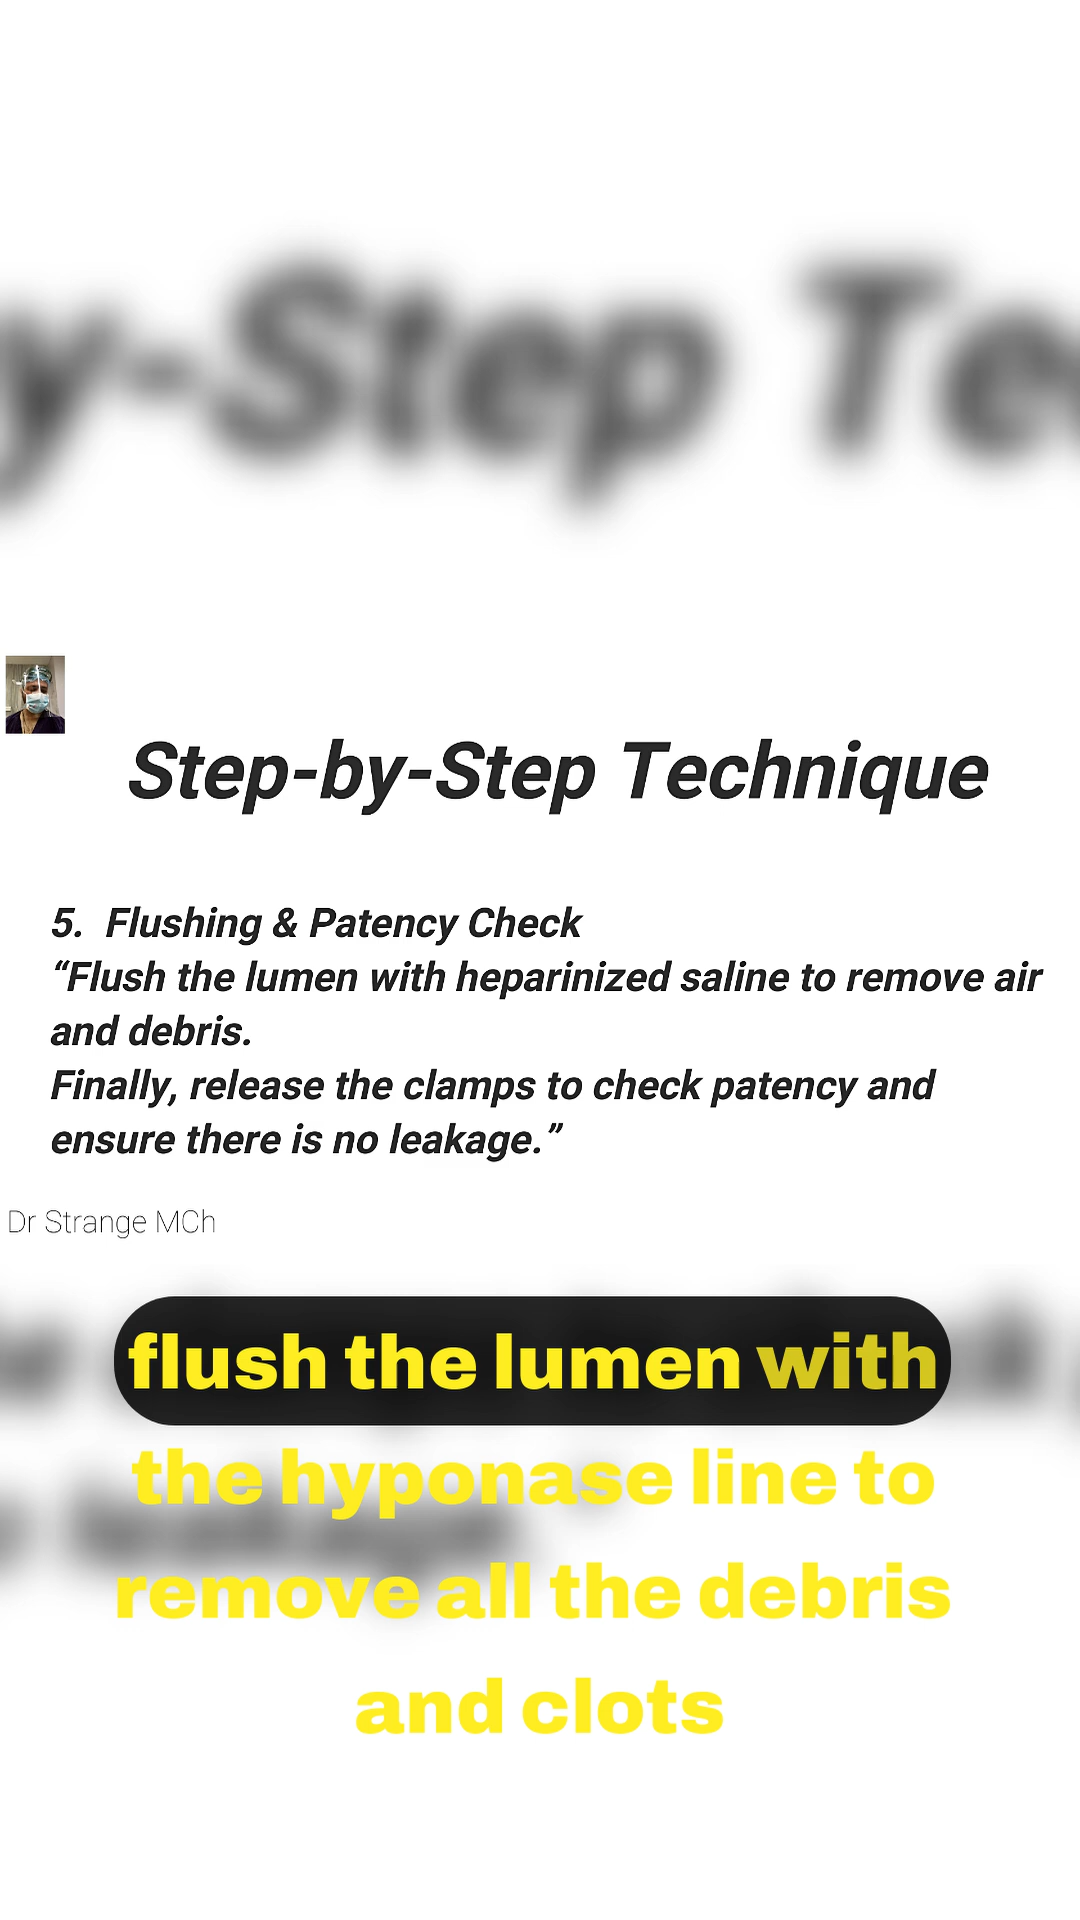 y-Step Te
Step-by-Step Technique
5. Flushing & Patency Check
“Flush the lumen with heparinized saline to remove air
and debris.
Finally, release the clamps to check patency and
ensure there is no leakage.”
Dr Strange MCh
flush the lumen with
the hyponase line to
remove all the debris
and clots